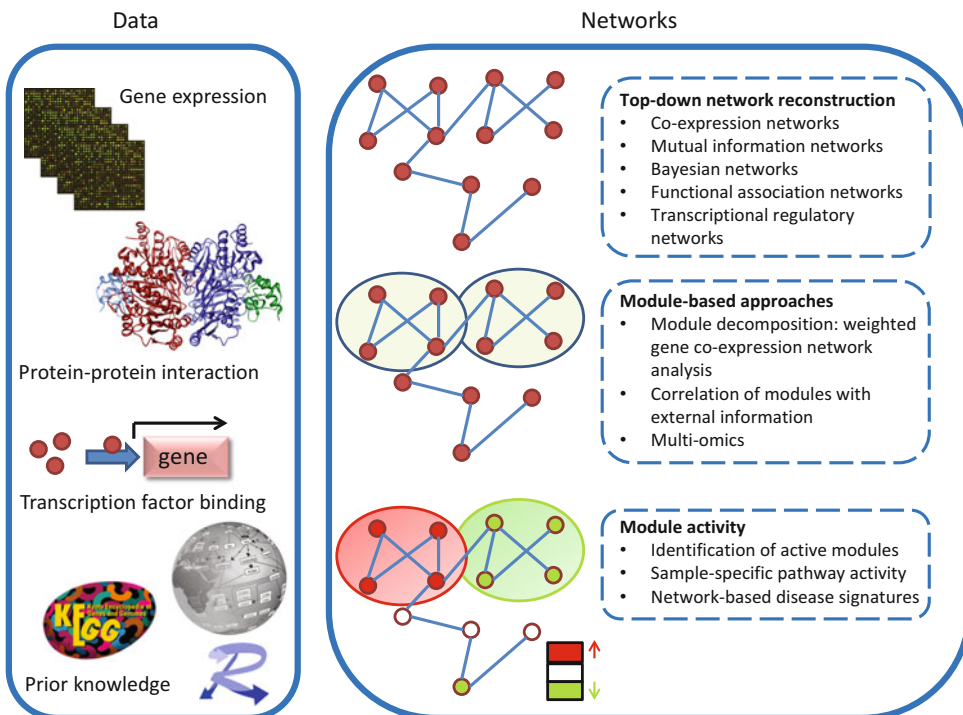 Data
Networks
Gene expression
Protein-protein interaction
gene
Transcription factor binding
KEGG
Prior knowledge
R
Top-down network reconstruction
• Co-expression networks
• Mutual information networks
• Bayesian networks
• Functional association networks
• Transcriptional regulatory
networks
Module-based approaches
• Module decomposition: weighted
gene co-expression network
analysis
• Correlation of modules with
external information
• Multi-omics
Module activity
• Identification of active modules
• Sample-specific pathway activity
• Network-based disease signatures